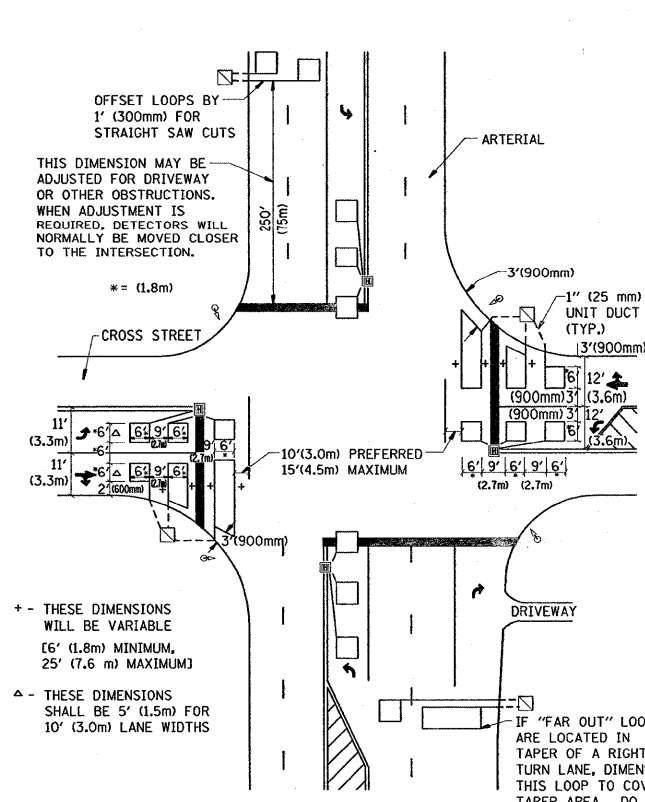 OFFSET LOOPS BY
1' (300mm) FOR
STRAIGHT SAW CUTS
THIS DIMENSION MAY BE
ADJUSTED FOR DRIVEWAY
OR OTHER OBSTRUCTIONS.
WHEN ADJUSTMENT IS
REQUIRED, DETECTORS WILL
NORMALLY BE MOVED CLOSER
TO THE INTERSECTION.
*= (1.8m)
250'
(75m)
ARTERIAL
3'(900mm)
1" (25 mm)
UNIT DUCT
(TYP.)
3'(900mm)
CROSS STREET
+
+
+
6'
12'
(3.6m)
(900mm) 3'
(900mm) 3'
12'
6'
(3.6m)
H
H
H
H
11'
(3.3m)
*6'
△
6'
9'
6'
(2.7m)
*6'
9'
6'
*
(2.7m)
11'
(3.3m)
*6'
△
6'
9'
6'
(2.7m)
2'
(600mm)
+
+
10'(3.0m) PREFERRED
15'(4.5m) MAXIMUM
6' 9' 6' 9' 6'
* * *
(2.7m) (2.7m)
3'(900mm)
+ - THESE DIMENSIONS
WILL BE VARIABLE
[6' (1.8m) MINIMUM,
25' (7.6 m) MAXIMUM]
△ - THESE DIMENSIONS
SHALL BE 5' (1.5m) FOR
10' (3.0m) LANE WIDTHS
DRIVEWAY
IF "FAR OUT" LOO
ARE LOCATED IN
TAPER OF A RIGHT
TURN LANE, DIMENS
THIS LOOP TO COV
TAPER AREA. DO